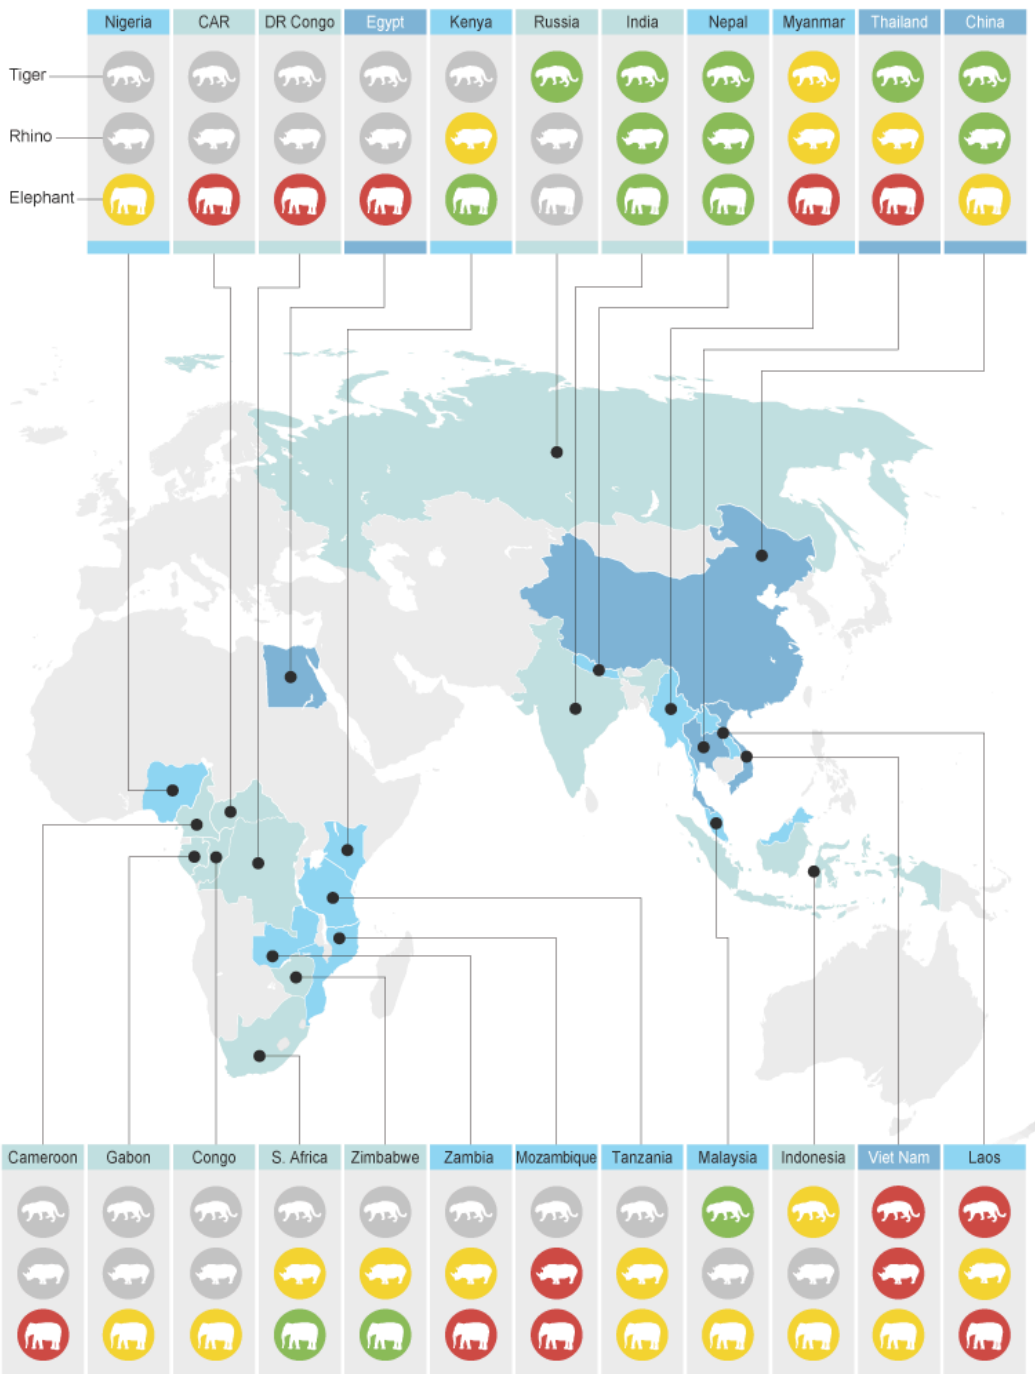 Nigeria CAR DR Congo Egypt Kenya Russia India Nepal Myanmar Thailand China
Tiger
Rhino
Elephant
Cameroon Gabon Congo S. Africa Zimbabwe Zambia Mozambique Tanzania Malaysia Indonesia Viet Nam Laos